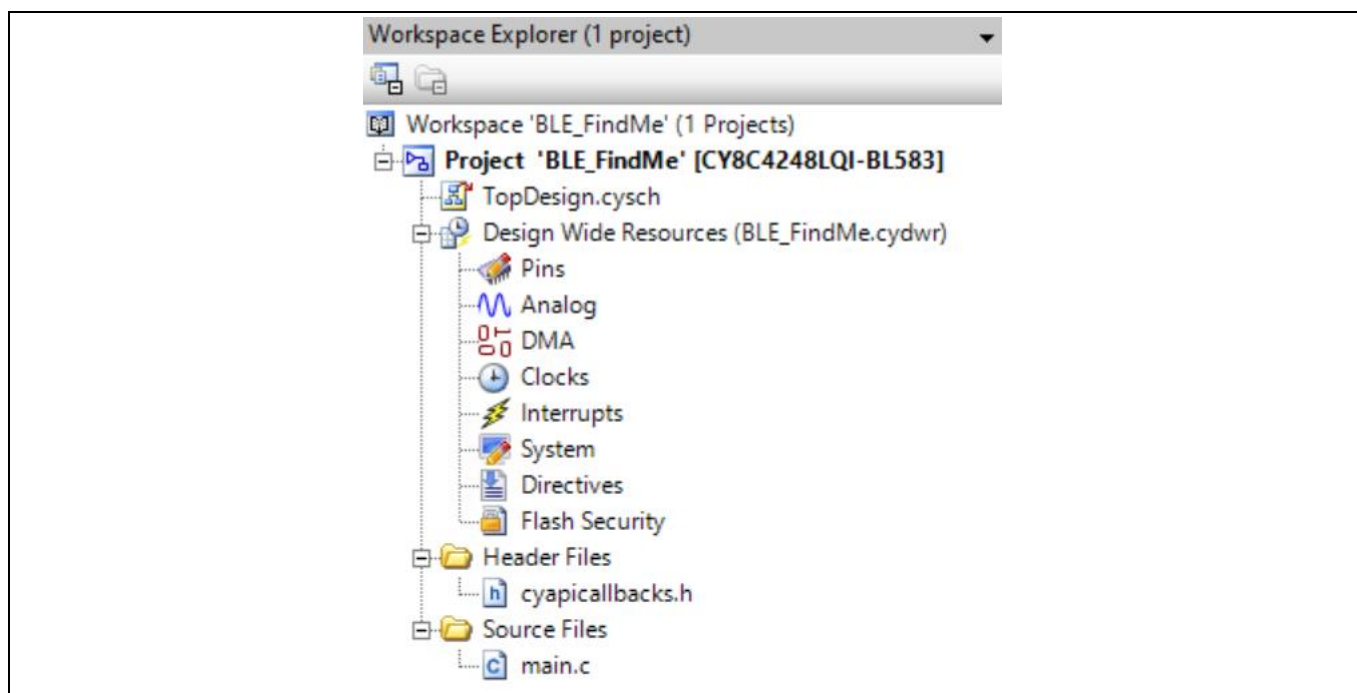 Workspace Explorer (1 project)
Workspace 'BLE_FindMe' (1 Projects)
Project 'BLE_FindMe' [CY8C4248LQI-BL583]
TopDesign.cysch
Design Wide Resources (BLE_FindMe.cydwr)
Pins
Analog
DMA
Clocks
Interrupts
System
Directives
Flash Security
Header Files
cyapicallbacks.h
Source Files
main.c